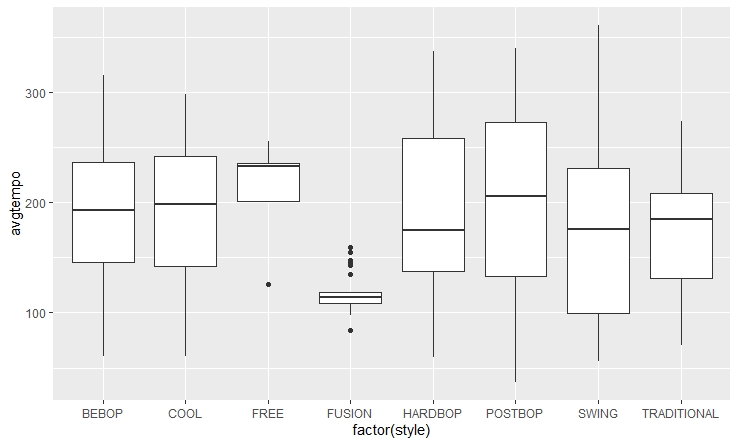 avgtempo
300
200
100
BEBOP COOL FREE FUSION HARDBOP POSTBOP SWING TRADITIONAL
factor(style)